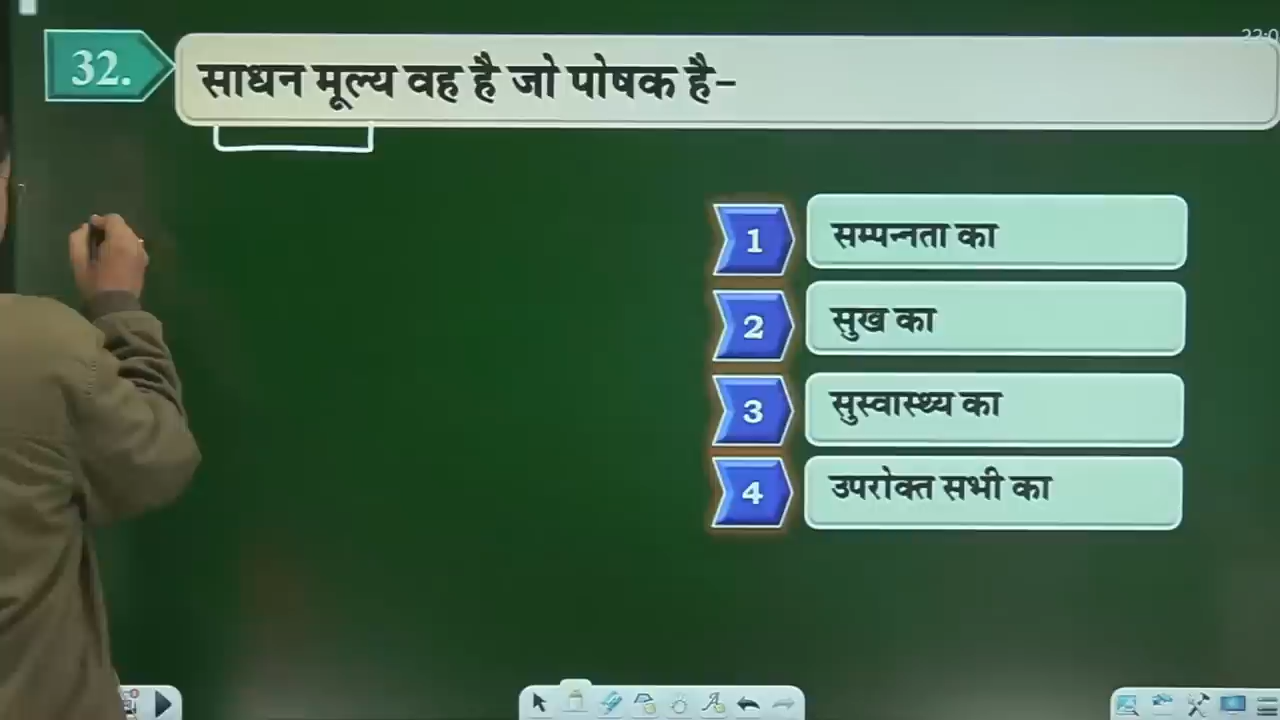 32.
साधन मूल्य वह है जो पोषक है-
1 सम्पन्नता का
2 सुख का
3 सुस्वास्थ्य का
4 उपरोक्त सभी का